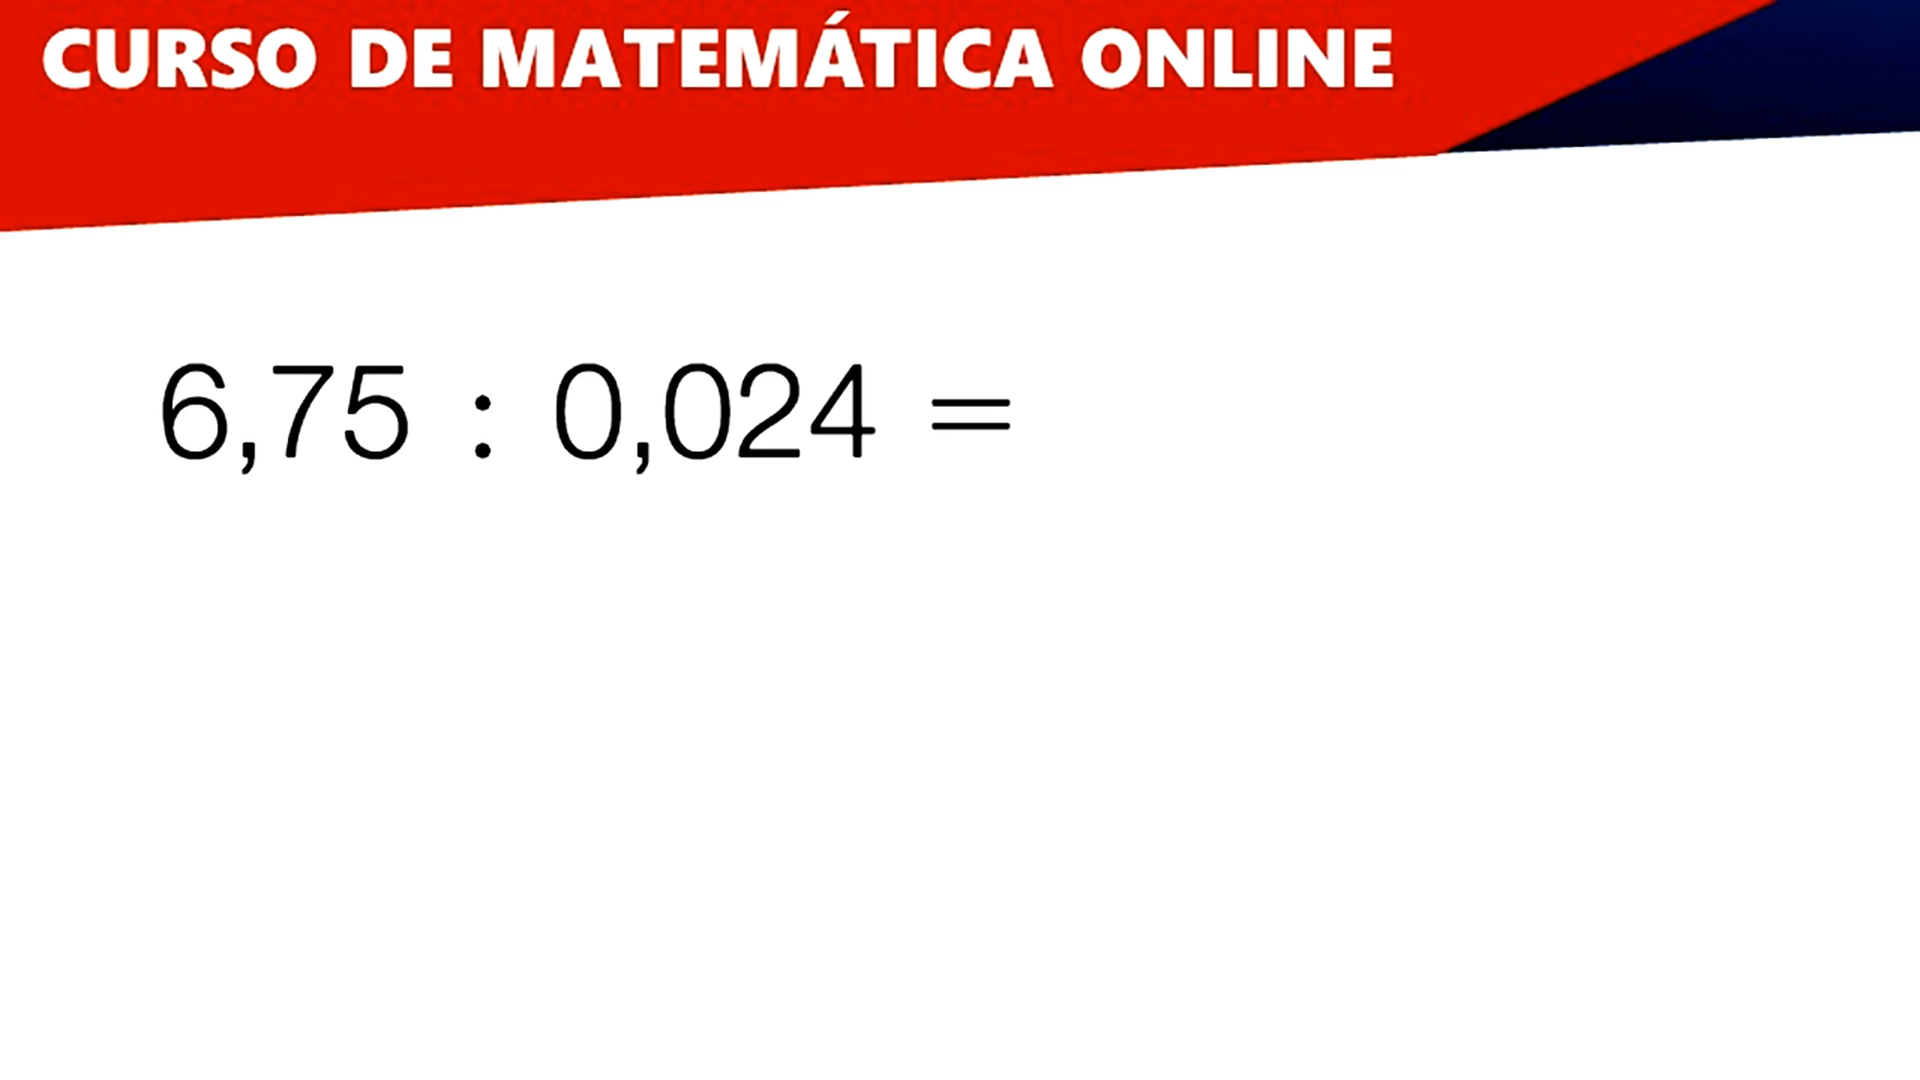 CURSO DE MATEMÁTICA ONLINE
6,75 : 0,024 =